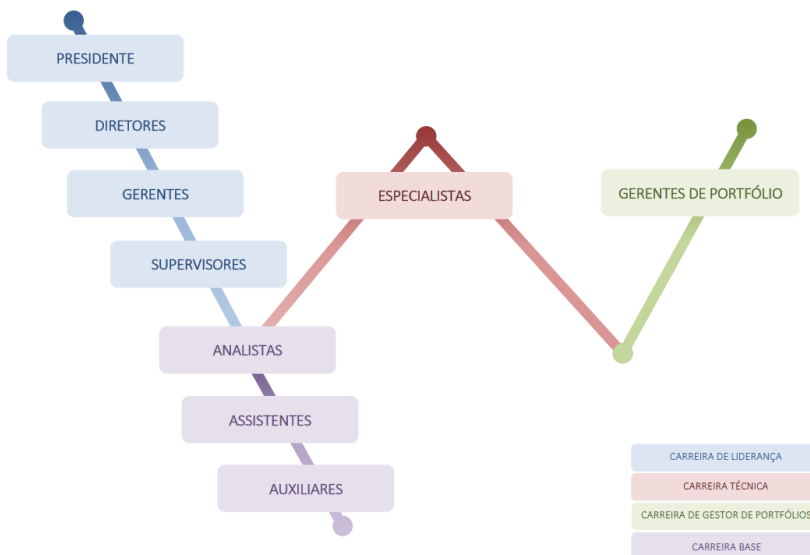 PRESIDENTE
DIRETORES
GERENTES
SUPERVISORES
ANALISTAS
ASSISTENTES
AUXILIARES
ESPECIALISTAS
GERENTES DE PORTFÓLIO
CARREIRA DE LIDERANÇA
CARREIRA TÉCNICA
CARREIRA DE GESTOR DE PORTFÓLIOS
CARREIRA BASE